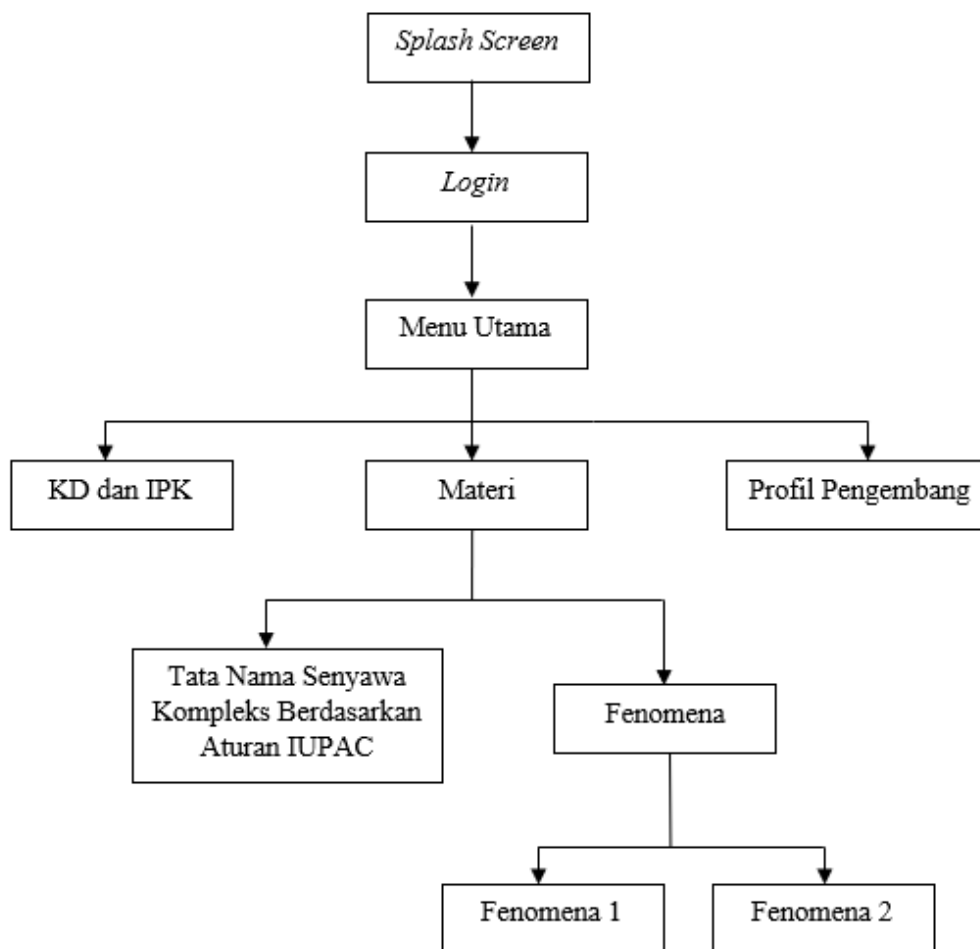 Splash Screen
Login
Menu Utama
KD dan IPK
Materi
Profil Pengembang
Tata Nama Senyawa
Kompleks Berdasarkan
Aturan IUPAC
Fenomena
Fenomena 1
Fenomena 2